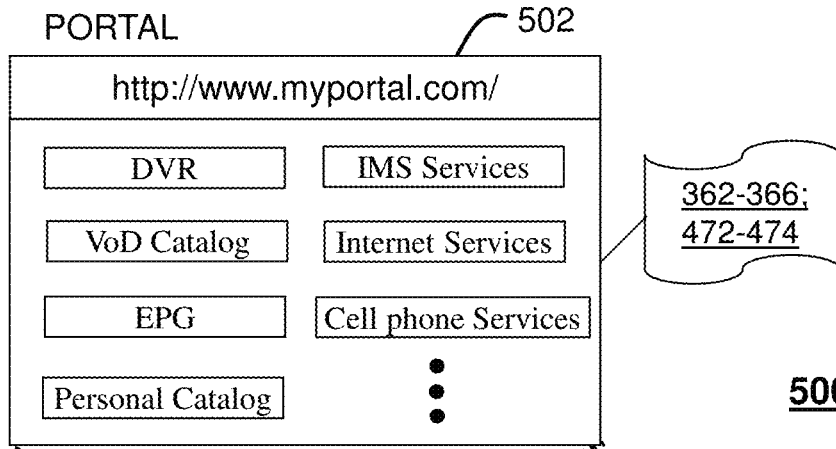 PORTAL
502
http://www.myportal.com/
DVR
IMS Services
VoD Catalog
Internet Services
EPG
Cell phone Services
Personal Catalog
362-366;
472-474
500